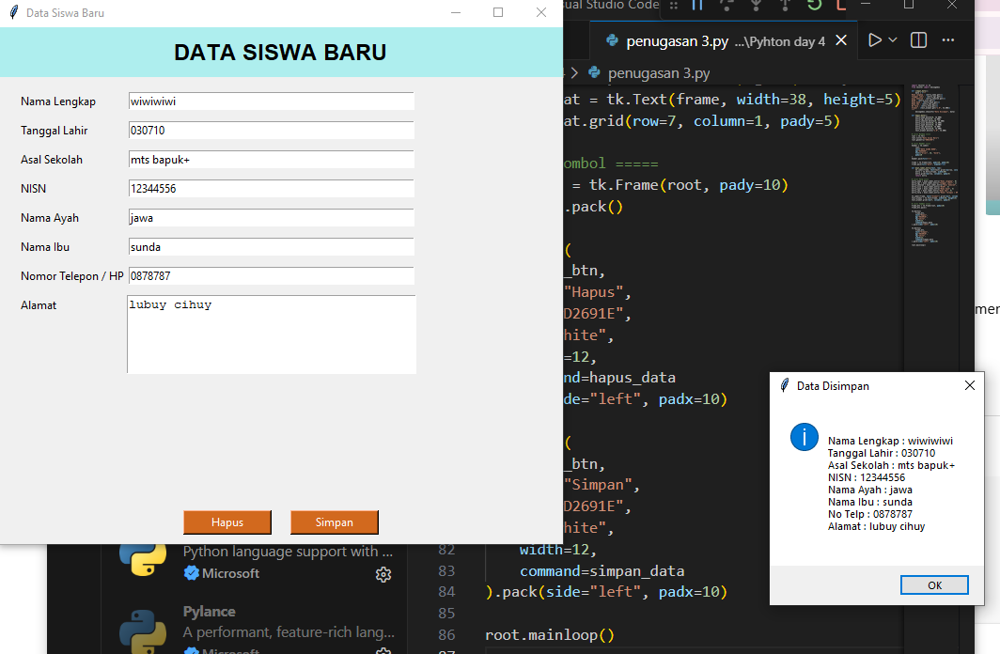 Data Siswa Baru
DATA SISWA BARU
Nama Lengkap wiwiwiwi
Tanggal Lahir 030710
Asal Sekolah mts bapuk+
NISN 12344556
Nama Ayah jawa
Nama Ibu sunda
Nomor Telepon / HP 0878787
Alamat lubuy cihuy
Hapus Simpan
sual Studio Code
penugasan 3.py ...\Pyhton day 4
penugasan 3.py
at = tk.Text(frame, width=38, height=5)
at.grid(row=7, column=1, pady=5)
ombol =====
= tk.Frame(root, pady=10)
.pack()
(
_btn,
"Hapus",
D2691E",
hite",
=12,
nd=hapus_data
de="left", padx=10)
(
_btn,
"Simpan",
D2691E",
hite",
82 width=12,
83 command=simpan_data
84 ).pack(side="left", padx=10)
85
86 root.mainloop()
87
Python language support with ...
Microsoft
Pylance
A performant, feature-rich lang...
Microsoft
Data Disimpan
Nama Lengkap : wiwiwiwi
Tanggal Lahir : 030710
Asal Sekolah : mts bapuk+
NISN : 12344556
Nama Ayah : jawa
Nama Ibu : sunda
No Telp : 0878787
Alamat : lubuy cihuy
OK
mer